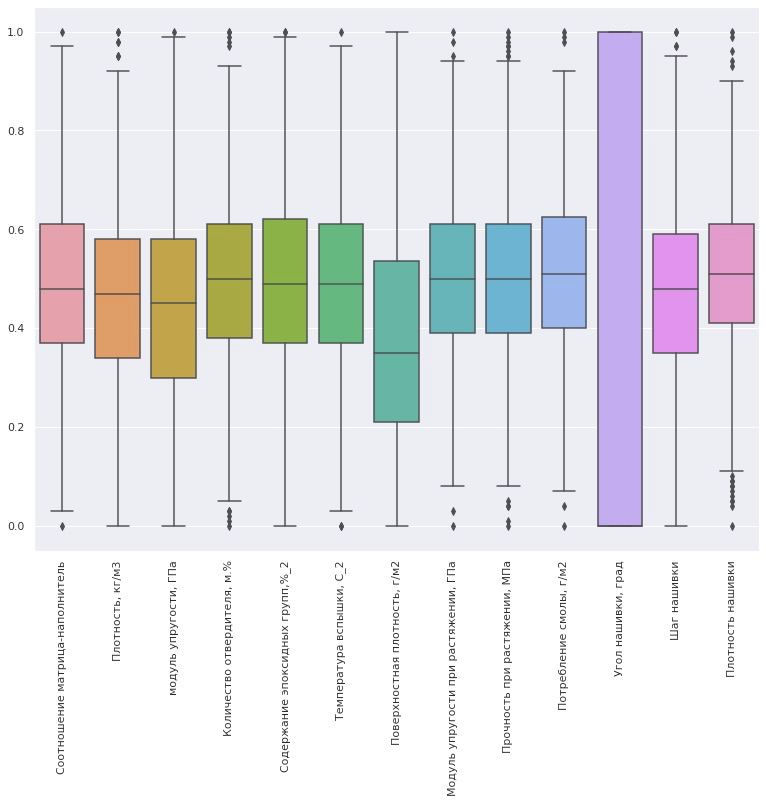 1.0
0.8
0.6
0.4
0.2
0.0
Соотношение матрица-наполнитель
Плотность, кг/м3
модуль упругости, ГПа
Количество отвердителя, м.%
Содержание эпоксидных групп,%_2
Температура вспышки, С_2
Поверхностная плотность, г/м2
Модуль упругости при растяжении, ГПа
Прочность при растяжении, МПа
Потребление смолы, г/м2
Угол нашивки, град
Шаг нашивки
Плотность нашивки